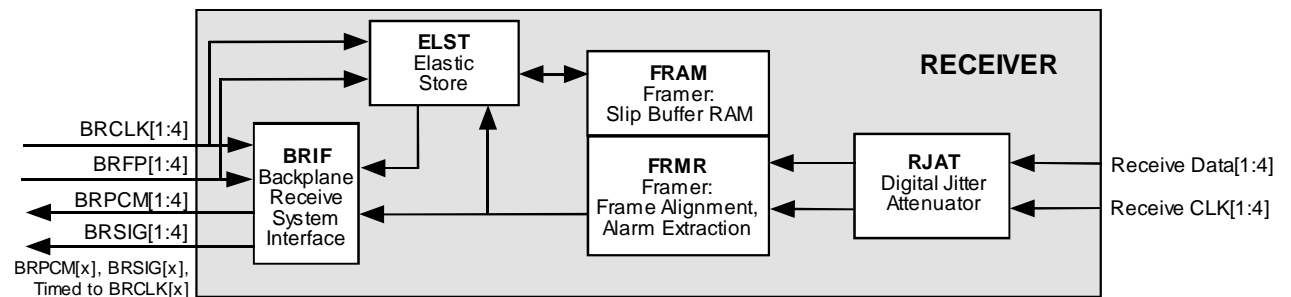 ELST
Elastic
Store
FRAM
Framer:
Slip Buffer RAM
RECEIVER
BRCLK[1:4]
BRFP[1:4]
BRPCM[1:4]
BRSIG[1:4]
BRPCM[x], BRSIG[x],
Timed to BRCLK[x]
BRIF
Backplane
Receive
System
Interface
FRMR
Framer:
Frame Alignment,
Alarm Extraction
RJAT
Digital Jitter
Attenuator
Receive Data[1:4]
Receive CLK[1:4]